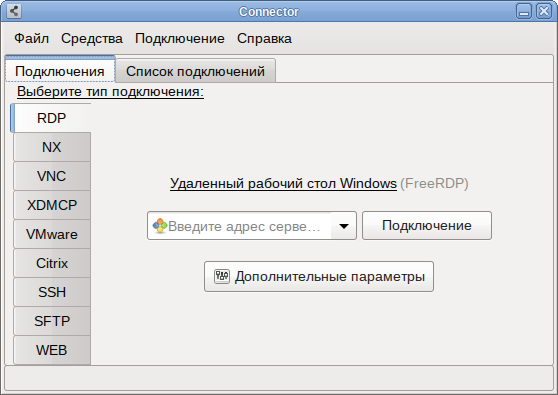 Connector
Файл Средства Подключение Справка
Подключения Список подключений
Выберите тип подключения:
RDP
NX
VNC
XDMCP
VMware
Citrix
SSH
SFTP
WEB
Удаленный рабочий стол Windows (FreeRDP)
Введите адрес серве... Подключение
Дополнительные параметры